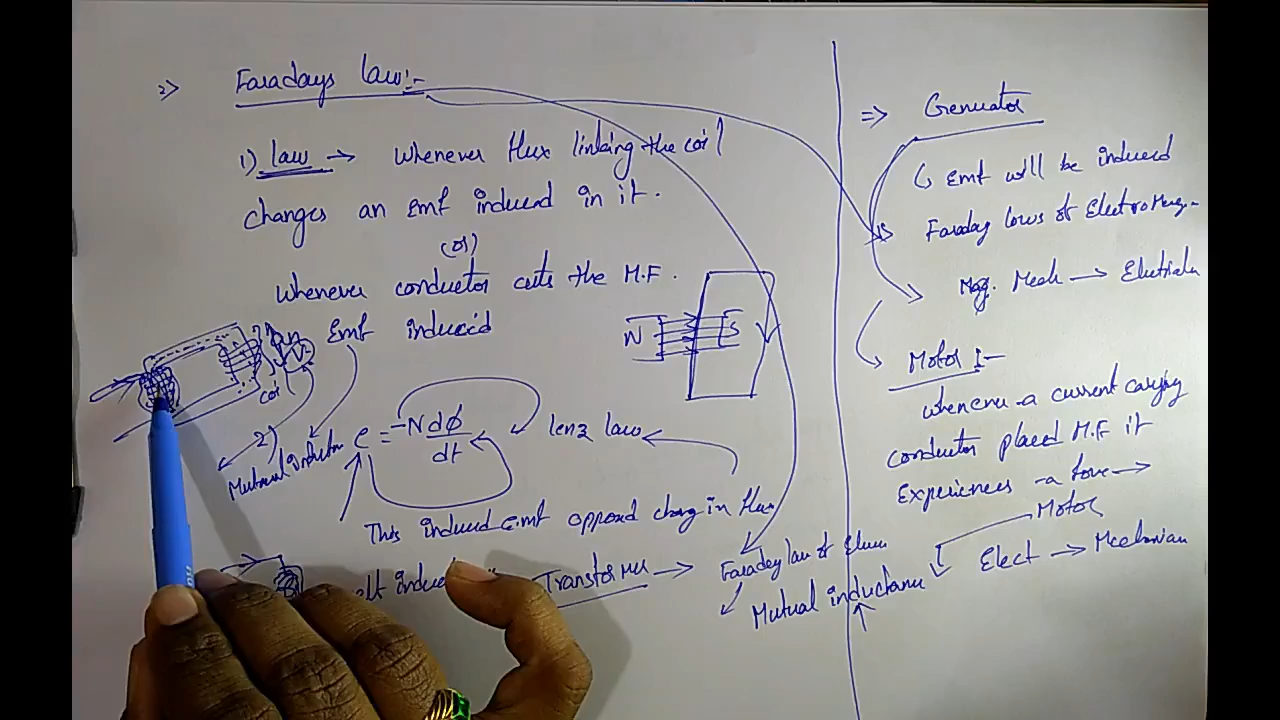 2) Faradays law:-
1) law → whenever flux linking the coil
changes an emf induced in it.
(or)
whenever conductor cuts the M.F.
Emf induced
N S
coil
2)
Mutual Inductan
e = -N dφ/dt
lenz law
This induced emf opposed chang in flux
Transformer → Faraday law of
Mutual inductance
=> Generator
Emf will be induced
Faraday laws of ElectroMag-
Mag. Mech → Electrical
Motor :-
whenever a current carrying
conductor placed M.F it
Experiences a force →
Motor
Elect → Mechanian